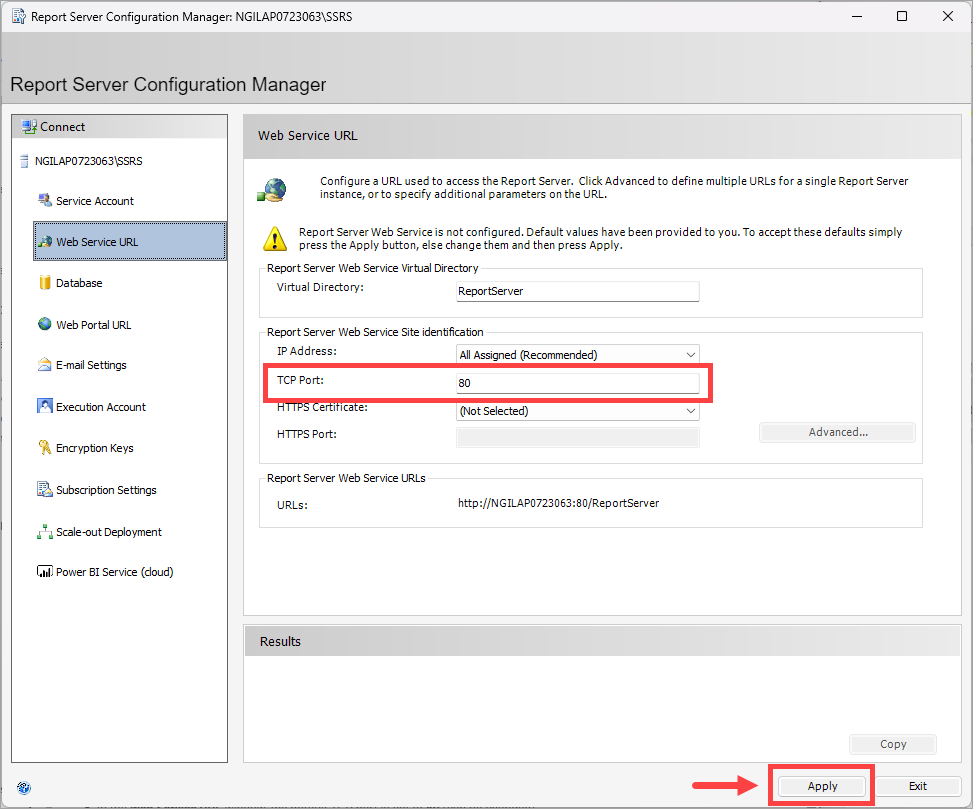 Report Server Configuration Manager: NGILAP0723063\SSRS
Report Server Configuration Manager
Connect
NGILAP0723063\SSRS
Service Account
Web Service URL
Database
Web Portal URL
E-mail Settings
Execution Account
Encryption Keys
Subscription Settings
Scale-out Deployment
Power BI Service (cloud)
Web Service URL
Configure a URL used to access the Report Server. Click Advanced to define multiple URLs for a single Report Server
instance, or to specify additional parameters on the URL.
Report Server Web Service is not configured. Default values have been provided to you. To accept these defaults simply
press the Apply button, else change them and then press Apply.
Report Server Web Service Virtual Directory
Virtual Directory: ReportServer
Report Server Web Service Site identification
IP Address: All Assigned (Recommended)
TCP Port: 80
HTTPS Certificate: (Not Selected)
HTTPS Port:
Advanced...
Report Server Web Service URLs
URLs: http://NGILAP0723063:80/ReportServer
Results
Copy
Apply Exit